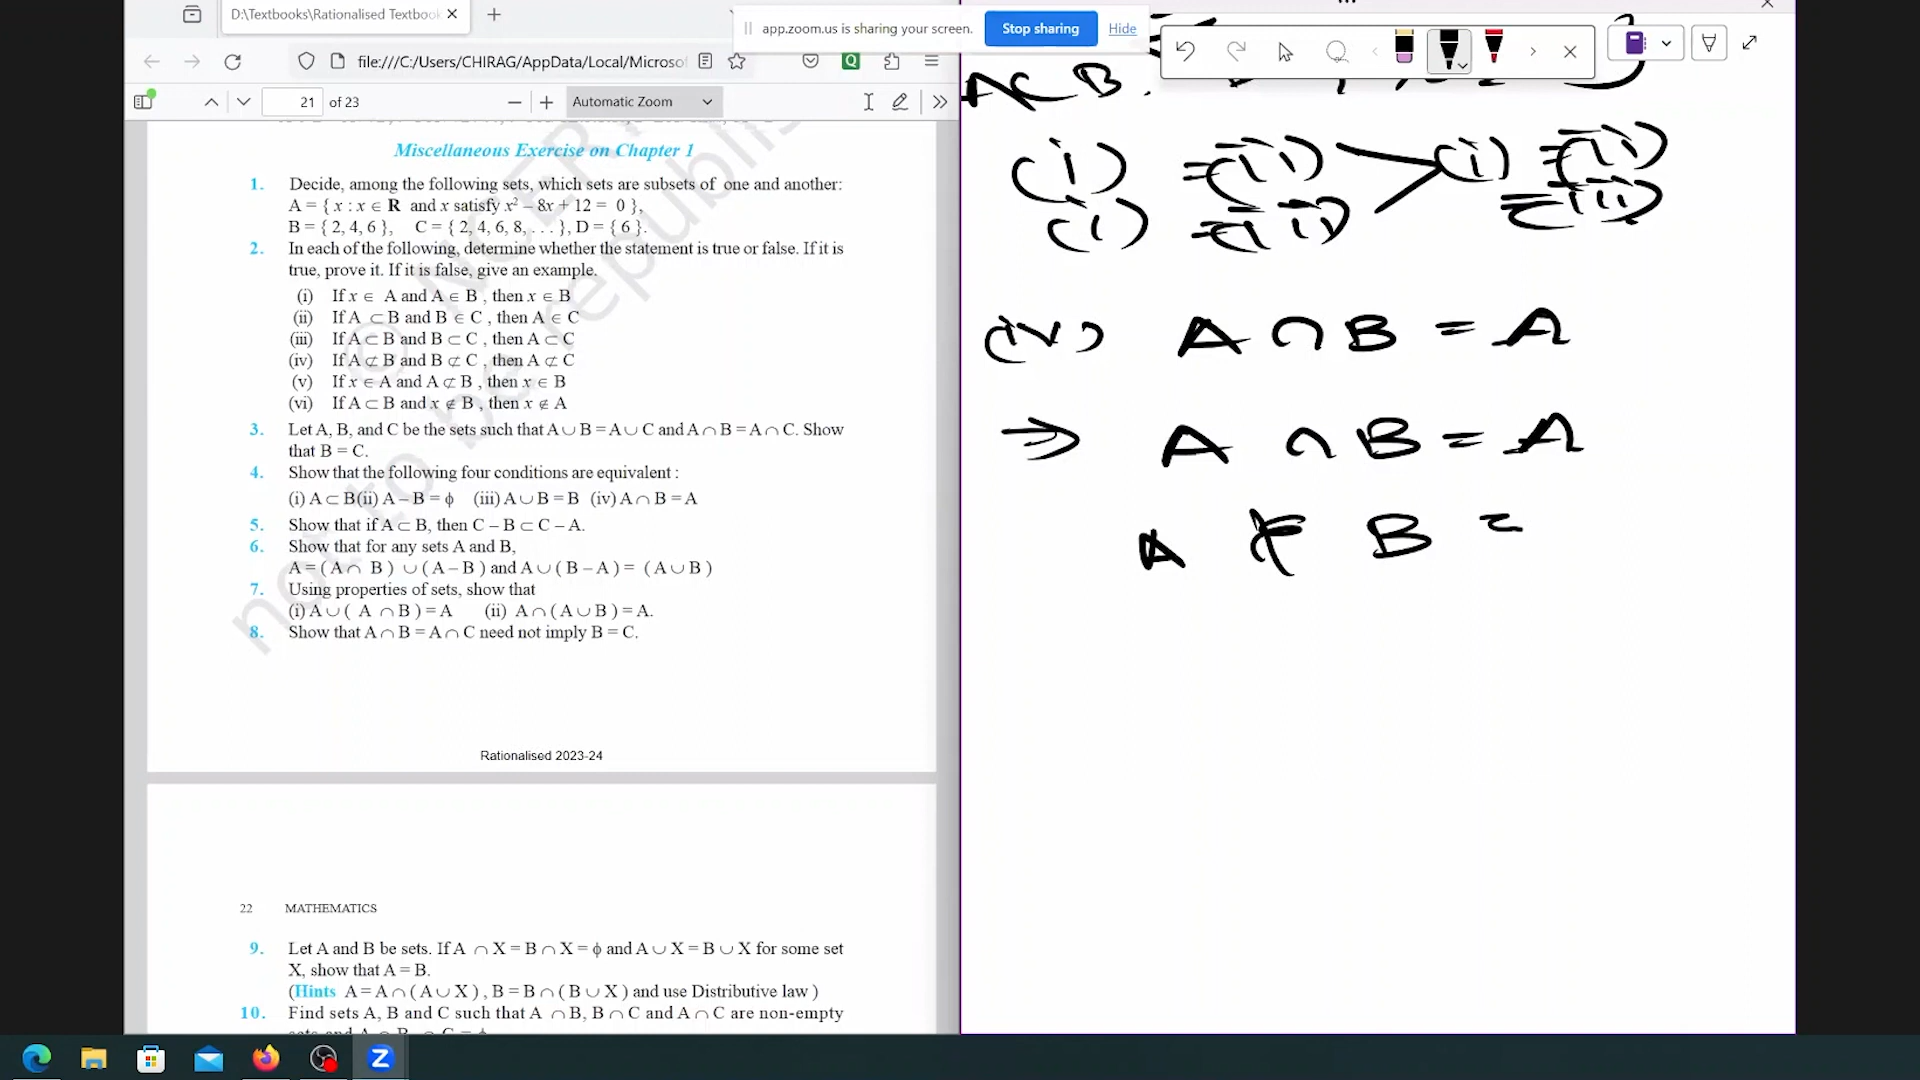 D:\Textbooks\Rationalised Textbook
app.zoom.us is sharing your screen. Stop sharing Hide
file:///C:/Users/CHIRAG/AppData/Local/Microso
21 of 23 Automatic Zoom
Miscellaneous Exercise on Chapter 1
1. Decide, among the following sets, which sets are subsets of one and another:
A = { x : x ∈ R and x satisfy x² – 8x + 12 = 0 },
B = { 2, 4, 6 }, C = { 2, 4, 6, 8, . . . }, D = { 6 }.
2. In each of the following, determine whether the statement is true or false. If it is
true, prove it. If it is false, give an example.
(i) If x ∈ A and A ∈ B , then x ∈ B
(ii) If A ⊂ B and B ∈ C , then A ∈ C
(iii) If A ⊂ B and B ⊂ C , then A ⊂ C
(iv) If A ⊄ B and B ⊄ C , then A ⊄ C
(v) If x ∈ A and A ⊄ B , then x ∈ B
(vi) If A ⊂ B and x ∉ B , then x ∉ A
3. Let A, B, and C be the sets such that A ∪ B = A ∪ C and A ∩ B = A ∩ C. Show
that B = C.
4. Show that the following four conditions are equivalent :
(i) A ⊂ B(ii) A – B = ϕ (iii) A ∪ B = B (iv) A ∩ B = A
5. Show that if A ⊂ B, then C – B ⊂ C – A.
6. Show that for any sets A and B,
A = ( A ∩ B ) ∪ ( A – B ) and A ∪ ( B – A ) = ( A ∪ B )
7. Using properties of sets, show that
(i) A ∪ ( A ∩ B ) = A (ii) A ∩ ( A ∪ B ) = A.
8. Show that A ∩ B = A ∩ C need not imply B = C.
Rationalised 2023-24
22 MATHEMATICS
9. Let A and B be sets. If A ∩ X = B ∩ X = ϕ and A ∪ X = B ∪ X for some set
X, show that A = B.
(Hints A = A ∩ ( A ∪ X ) , B = B ∩ ( B ∪ X ) and use Distributive law )
10. Find sets A, B and C such that A ∩ B, B ∩ C and A ∩ C are non-empty
A ⊂ B.
(i) = (ii) (i) = (ii)
(i) = (iii) = (iii)
(iv) A ∩ B = A
⇒ A ∩ B = A
A ⊄ B =